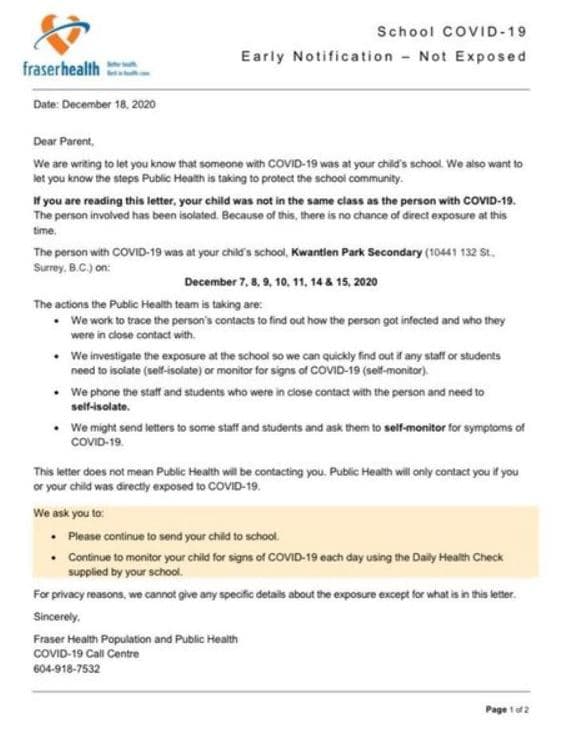 School COVID-19
Early Notification – Not Exposed
fraserhealth
Better health.
Best in health care.
Date: December 18, 2020
Dear Parent,
We are writing to let you know that someone with COVID-19 was at your child's school. We also want to
let you know the steps Public Health is taking to protect the school community.
If you are reading this letter, your child was not in the same class as the person with COVID-19.
The person involved has been isolated. Because of this, there is no chance of direct exposure at this
time.
The person with COVID-19 was at your child's school, Kwantlen Park Secondary (10441 132 St.,
Surrey, B.C.) on:
December 7, 8, 9, 10, 11, 14 & 15, 2020
The actions the Public Health team is taking are:
• We work to trace the person's contacts to find out how the person got infected and who they
were in close contact with.
• We investigate the exposure at the school so we can quickly find out if any staff or students
need to isolate (self-isolate) or monitor for signs of COVID-19 (self-monitor).
• We phone the staff and students who were in close contact with the person and need to
self-isolate.
• We might send letters to some staff and students and ask them to self-monitor for symptoms of
COVID-19.
This letter does not mean Public Health will be contacting you. Public Health will only contact you if you
or your child was directly exposed to COVID-19.
We ask you to:
• Please continue to send your child to school.
• Continue to monitor your child for signs of COVID-19 each day using the Daily Health Check
supplied by your school.
For privacy reasons, we cannot give any specific details about the exposure except for what is in this letter.
Sincerely,
Fraser Health Population and Public Health
COVID-19 Call Centre
604-918-7532
Page 1 of 2